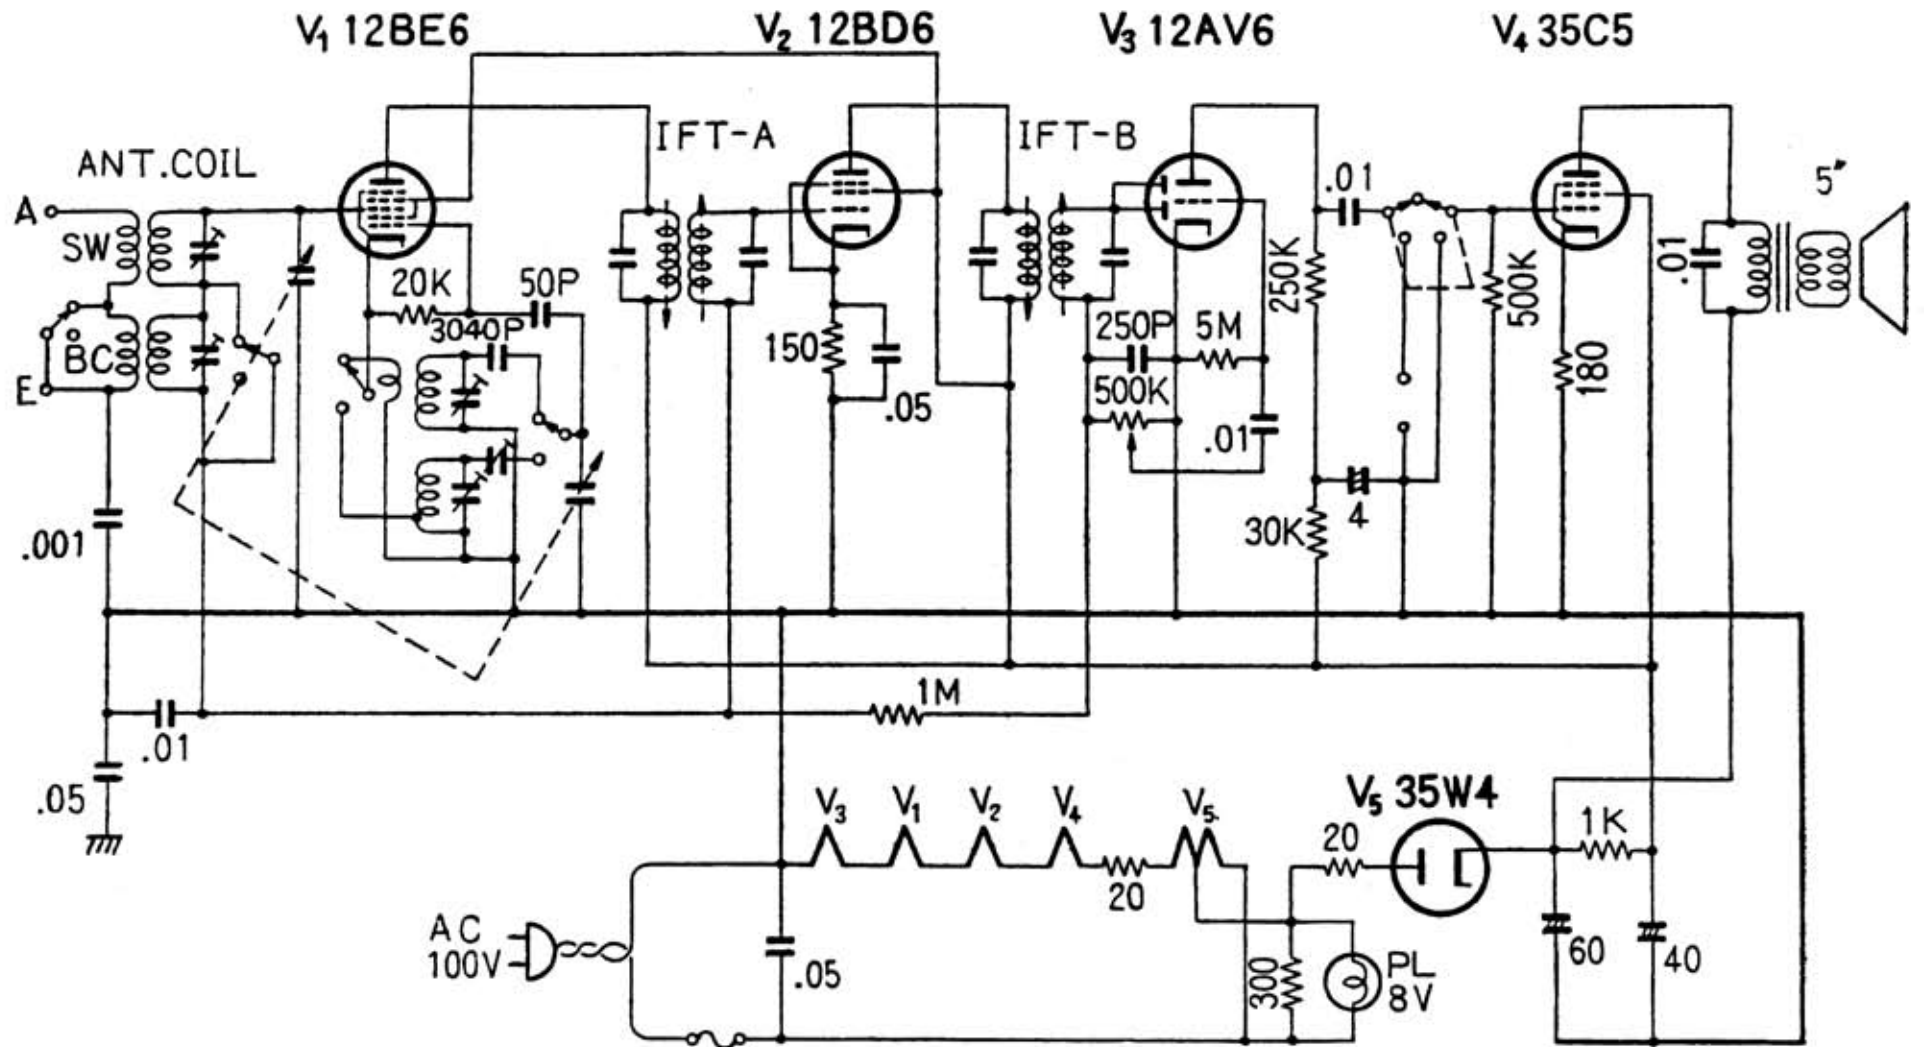 V₁ 12BE6
V₂ 12BD6
V₃ 12AV6
V₄ 35C5
ANT.COIL
IFT-A
IFT-B
A
SW
BC
E
20K
50P
3040P
150
.05
250P
5M
500K
.01
250K
.01
500K
180
.01
5"
30K
4
.001
.01
.05
1M
V₃
V₁
V₂
V₄
V₅
V₅ 35W4
20
1K
20
AC
100V
.05
300
PL
8V
60
40